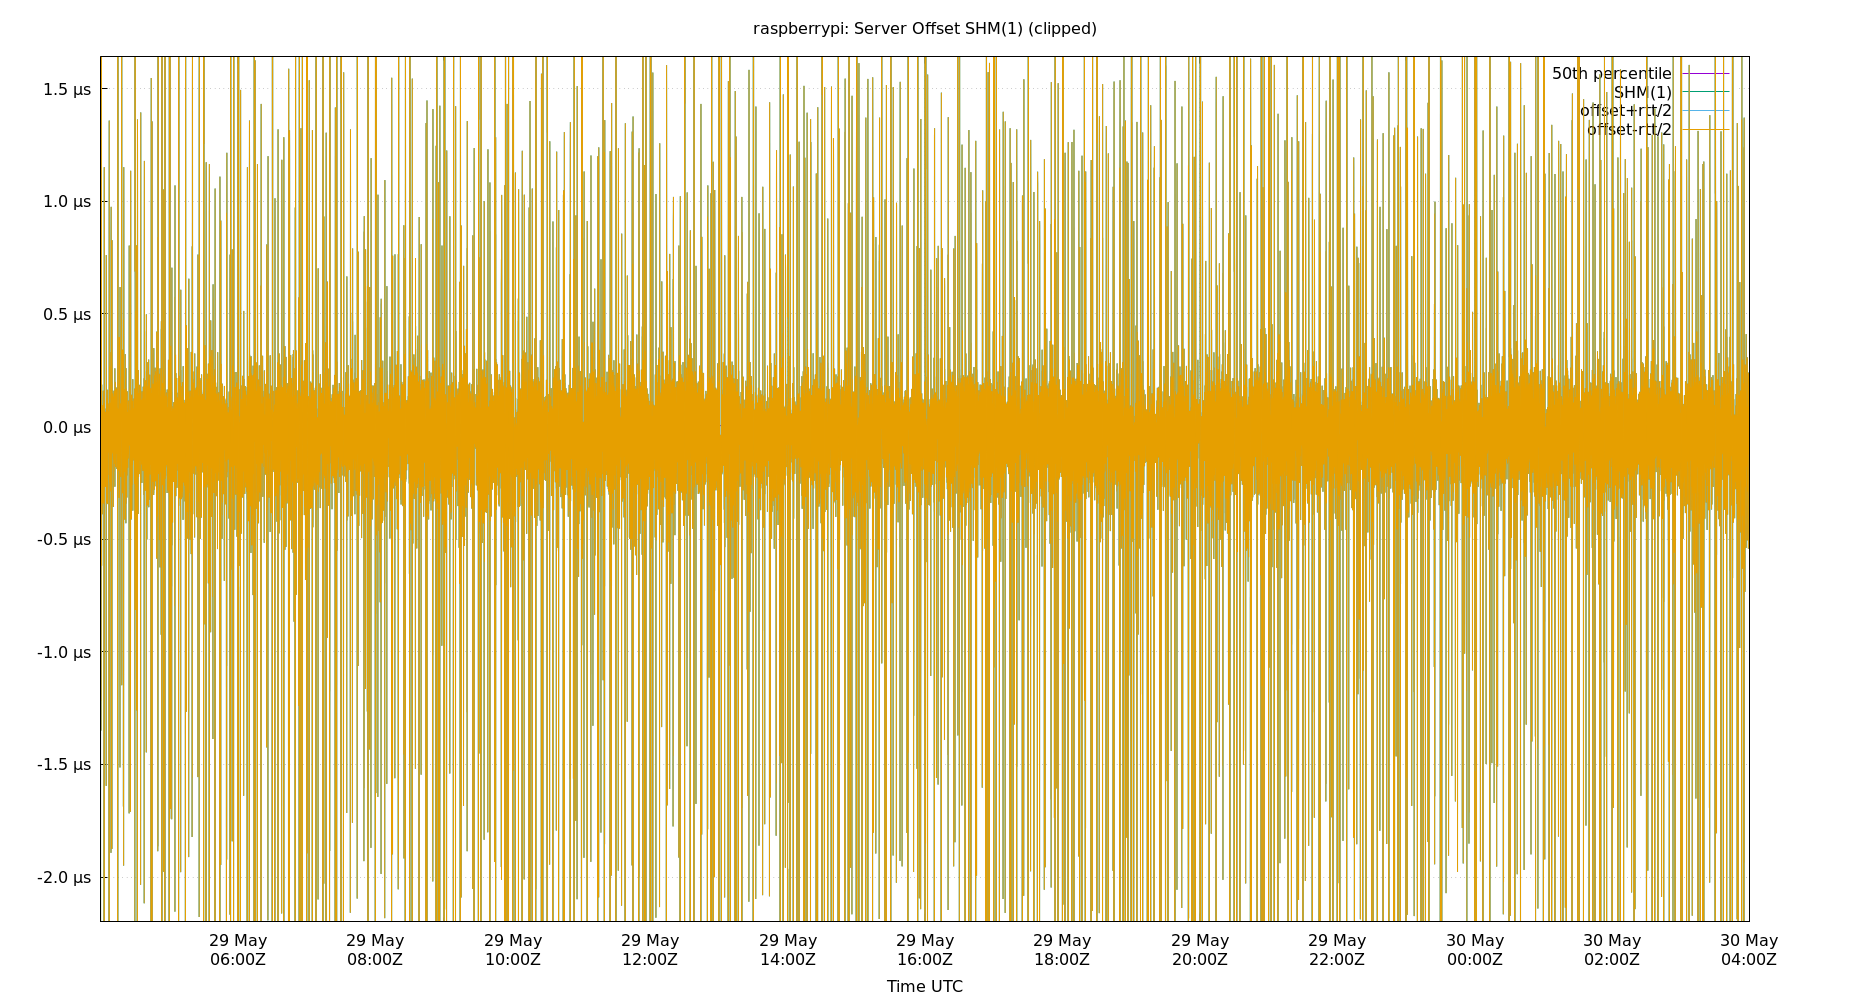 raspberrypi: Server Offset SHM(1) (clipped)
50th percentile
SHM(1)
offset+rtt/2
offset-rtt/2
1.5 µs
1.0 µs
0.5 µs
0.0 µs
-0.5 µs
-1.0 µs
-1.5 µs
-2.0 µs
29 May 29 May 29 May 29 May 29 May 29 May 29 May 29 May 29 May 30 May 30 May 30 May
06:00Z 08:00Z 10:00Z 12:00Z 14:00Z 16:00Z 18:00Z 20:00Z 22:00Z 00:00Z 02:00Z 04:00Z
Time UTC